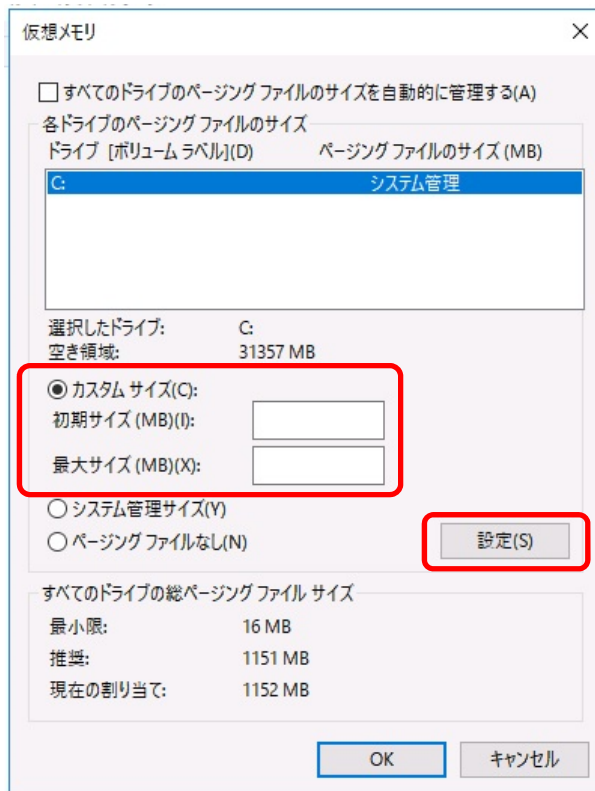 仮想メモリ
すべてのドライブのページング ファイルのサイズを自動的に管理する(A)
各ドライブのページング ファイルのサイズ
ドライブ [ボリューム ラベル](D) ページング ファイルのサイズ (MB)
C: システム管理
選択したドライブ: C:
空き領域: 31357 MB
カスタム サイズ(C):
初期サイズ (MB)(I):
最大サイズ (MB)(X):
システム管理サイズ(Y)
ページング ファイルなし(N) 設定(S)
すべてのドライブの総ページング ファイル サイズ
最小限: 16 MB
推奨: 1151 MB
現在の割り当て: 1152 MB
OK キャンセル